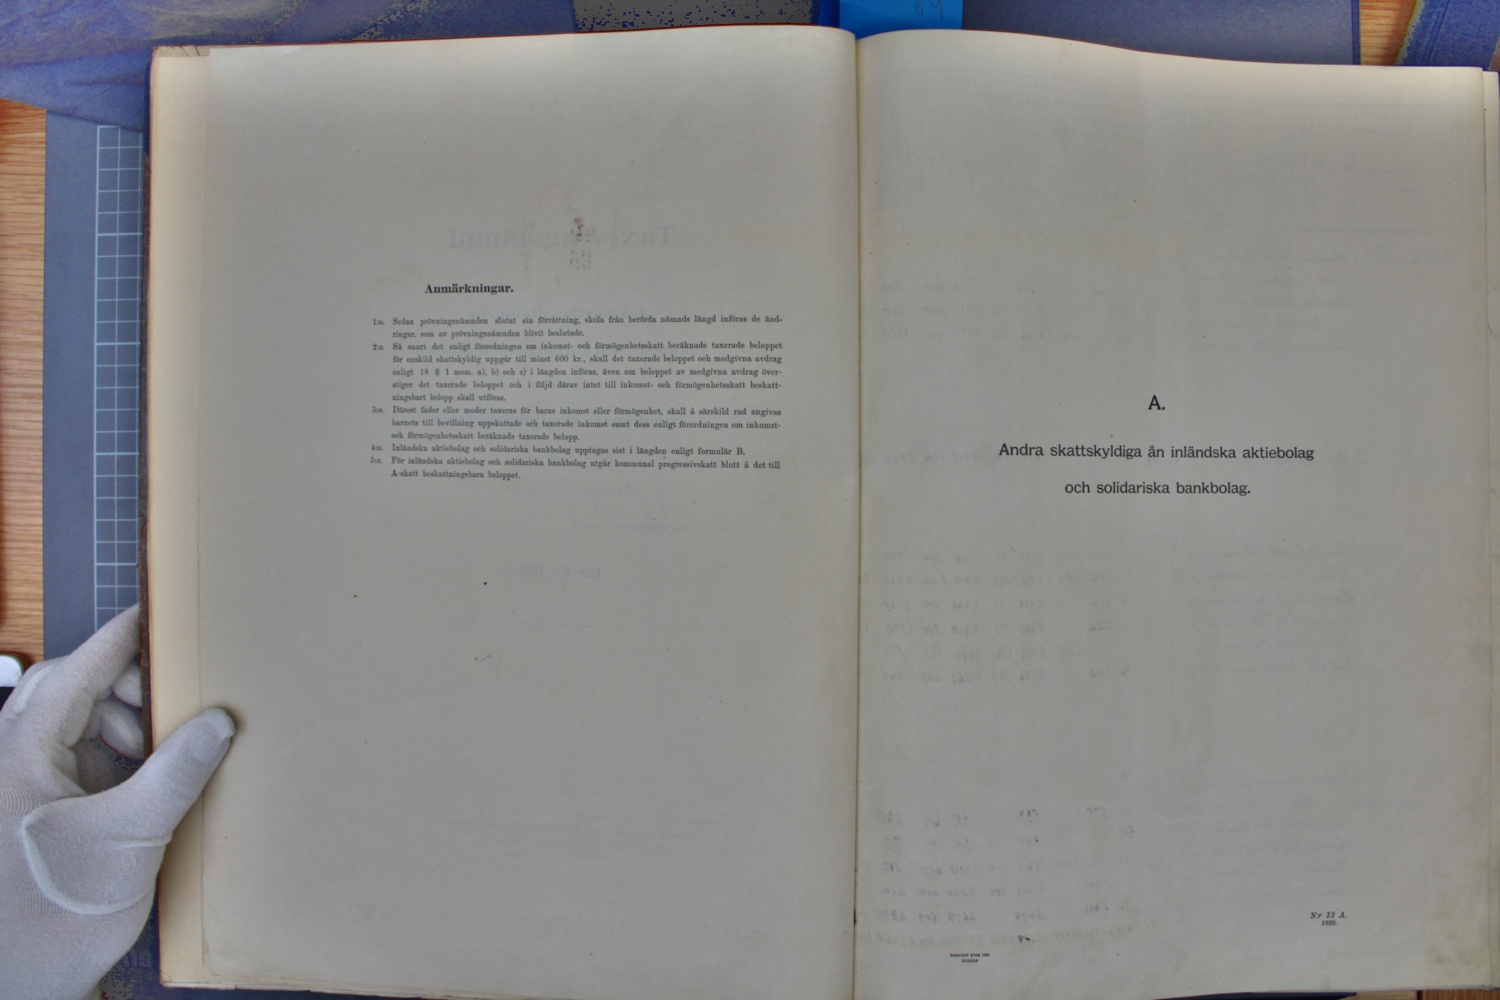 Anmärkningar.
1:o. Sedan prövningsnämnden slutat sin förrättning, skola från berörda nämnds längd införas de änd-
ringar, som av prövningsnämnden blivit beslutade.
2:o. Så snart det enligt förordningen om inkomst- och förmögenhetsskatt beräknade taxerade beloppet
för enskild skattskyldig uppgår till minst 600 kr., skall det taxerade beloppet och medgivna avdrag
enligt 18 § 1 mom. a), b) och c) i längden införas, även om beloppet av medgivna avdrag över-
stiger det taxerade beloppet och i följd därav intet till inkomst- och förmögenhetsskatt beskatt-
ningsbart belopp skall utföras.
3:o. Därest fader eller moder taxeras för barns inkomst eller förmögenhet, skall å särskild rad angivas
barnets till bevillning uppskattade och taxerade inkomst samt dess enligt förordningen om inkomst-
och förmögenhetsskatt beräknade taxerade belopp.
4:o. Inländska aktiebolag och solidariska bankbolag upptagas sist i längden enligt formulär B.
5:o. För inländska aktiebolag och solidariska bankbolag utgår kommunal progressivskatt blott å det till
A-skatt beskattningsbara beloppet.
A.
Andra skattskyldiga än inländska aktiebolag
och solidariska bankbolag.
N:r 13 A.
1920.